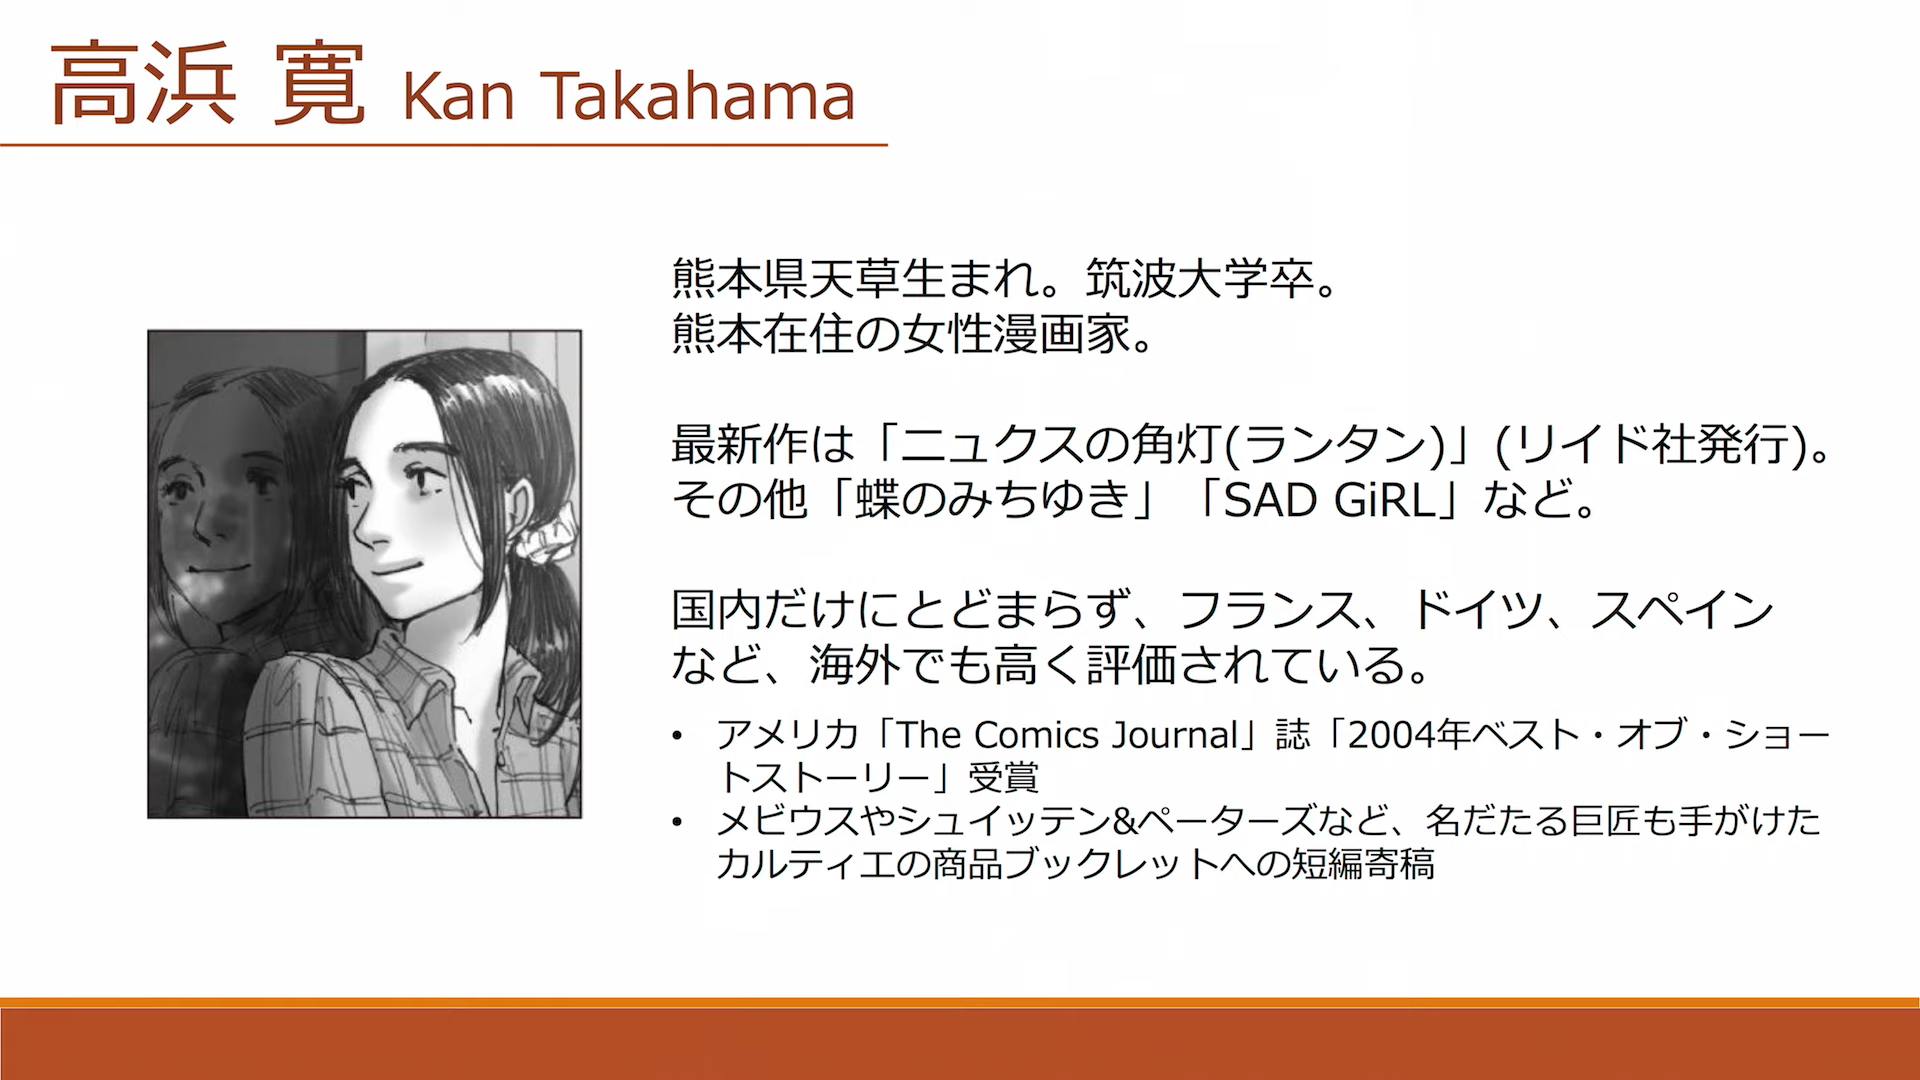 高浜 寛 Kan Takahama
熊本県天草生まれ。筑波大学卒。
熊本在住の女性漫画家。
最新作は「ニュクスの角灯(ランタン)」(リイド社発行)。
その他「蝶のみちゆき」「SAD GiRL」など。
国内だけにとどまらず、フランス、ドイツ、スペイン
など、海外でも高く評価されている。
• アメリカ「The Comics Journal」誌「2004年ベスト・オブ・ショー
トストーリー」受賞
• メビウスやシュイッテン&ペーターズなど、名だたる巨匠も手がけた
カルティエの商品ブックレットへの短編寄稿